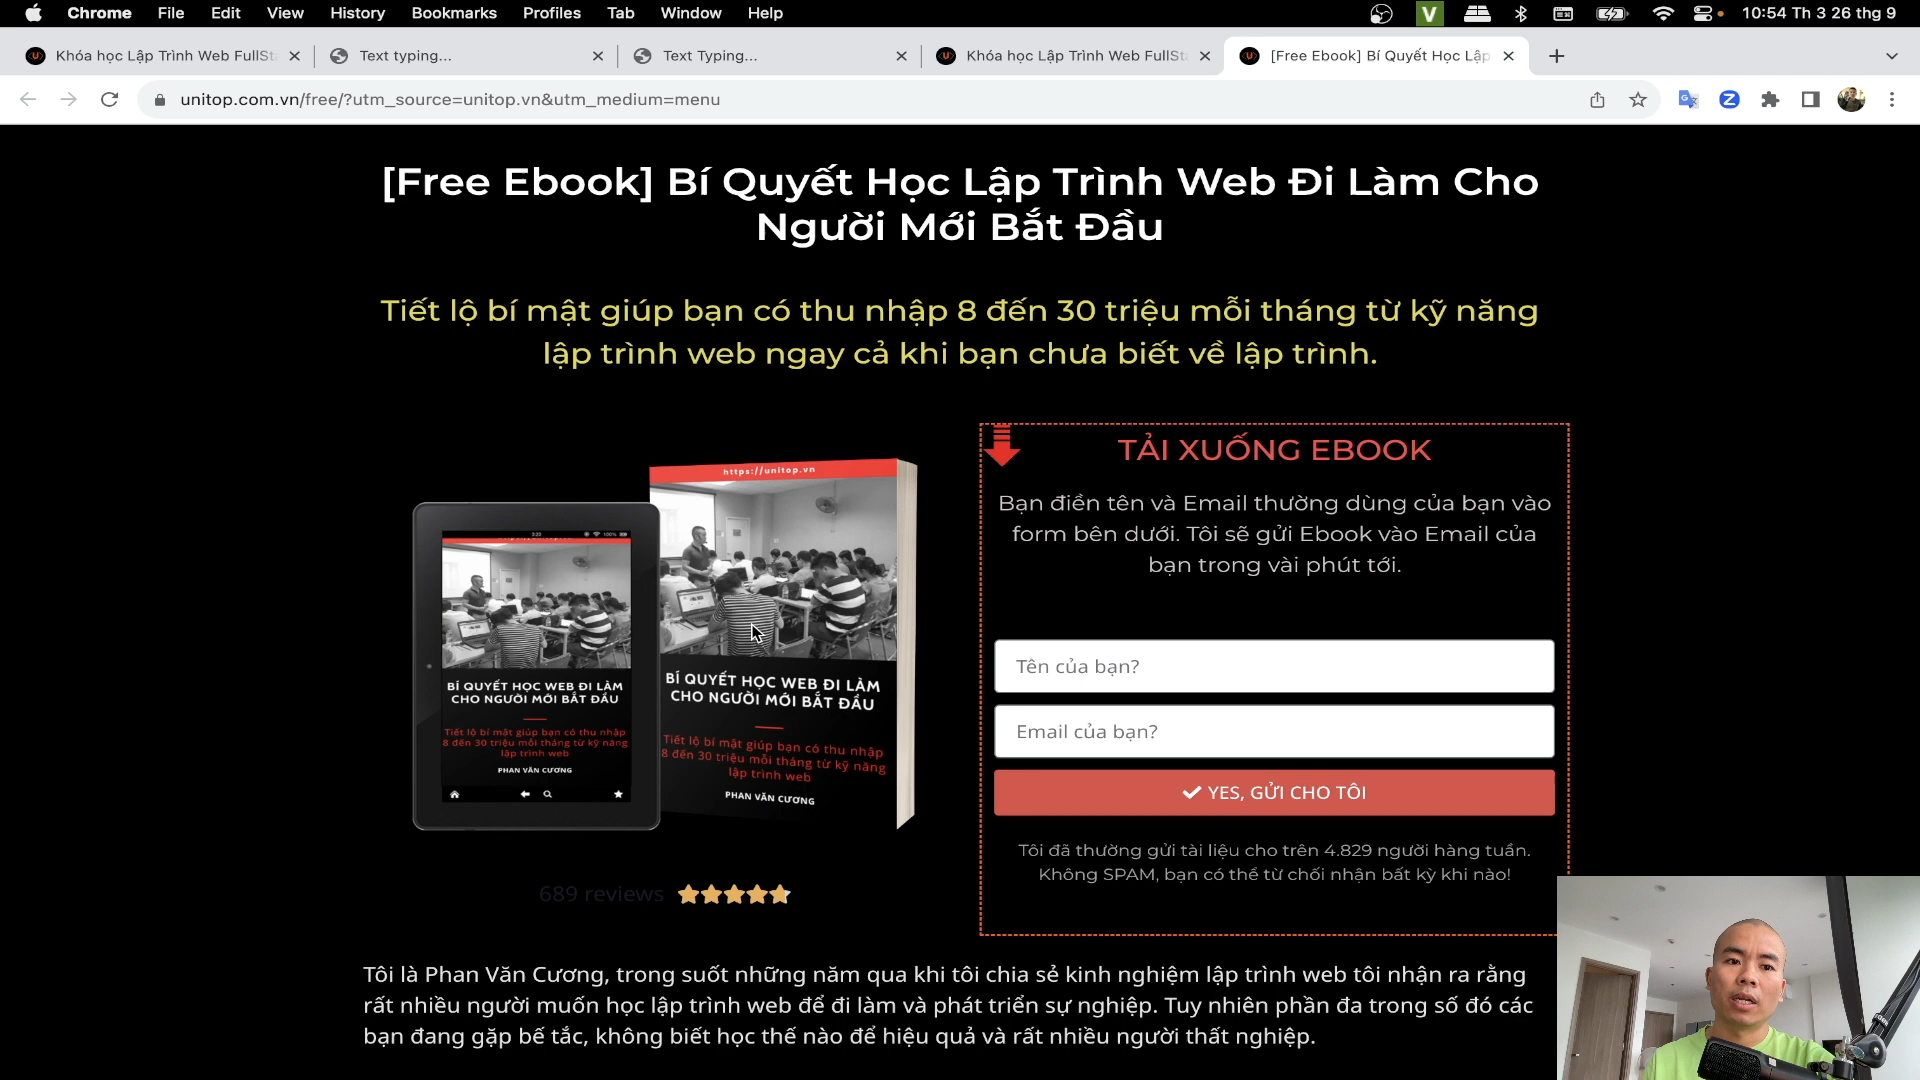 Chrome File Edit View History Bookmarks Profiles Tab Window Help
10:54 Th 3 26 thg 9
Khóa học Lập Trình Web FullSt
Text typing...
Text Typing...
Khóa học Lập Trình Web FullSt
[Free Ebook] Bí Quyết Học Lập
unitop.com.vn/free/?utm_source=unitop.vn&utm_medium=menu
[Free Ebook] Bí Quyết Học Lập Trình Web Đi Làm Cho
Người Mới Bắt Đầu
Tiết lộ bí mật giúp bạn có thu nhập 8 đến 30 triệu mỗi tháng từ kỹ năng
lập trình web ngay cả khi bạn chưa biết về lập trình.
https://unitop.vn
BÍ QUYẾT HỌC WEB ĐI LÀM
CHO NGƯỜI MỚI BẮT ĐẦU
Tiết lộ bí mật giúp bạn có thu nhập
8 đến 30 triệu mỗi tháng từ kỹ năng
lập trình web
PHAN VĂN CƯƠNG
3:23
100%
BÍ QUYẾT HỌC WEB ĐI LÀM
CHO NGƯỜI MỚI BẮT ĐẦU
Tiết lộ bí mật giúp bạn có thu nhập
8 đến 30 triệu mỗi tháng từ kỹ năng
lập trình web
PHAN VĂN CƯƠNG
689 reviews
TẢI XUỐNG EBOOK
Bạn điền tên và Email thường dùng của bạn vào
form bên dưới. Tôi sẽ gửi Ebook vào Email của
bạn trong vài phút tới.
Tên của bạn?
Email của bạn?
YES, GỬI CHO TÔI
Tôi đã thường gửi tài liệu cho trên 4.829 người hàng tuần.
Không SPAM, bạn có thể từ chối nhận bất kỳ khi nào!
Tôi là Phan Văn Cương, trong suốt những năm qua khi tôi chia sẻ kinh nghiệm lập trình web tôi nhận ra rằng
rất nhiều người muốn học lập trình web để đi làm và phát triển sự nghiệp. Tuy nhiên phần đa trong số đó các
bạn đang gặp bế tắc, không biết học thế nào để hiệu quả và rất nhiều người thất nghiệp.